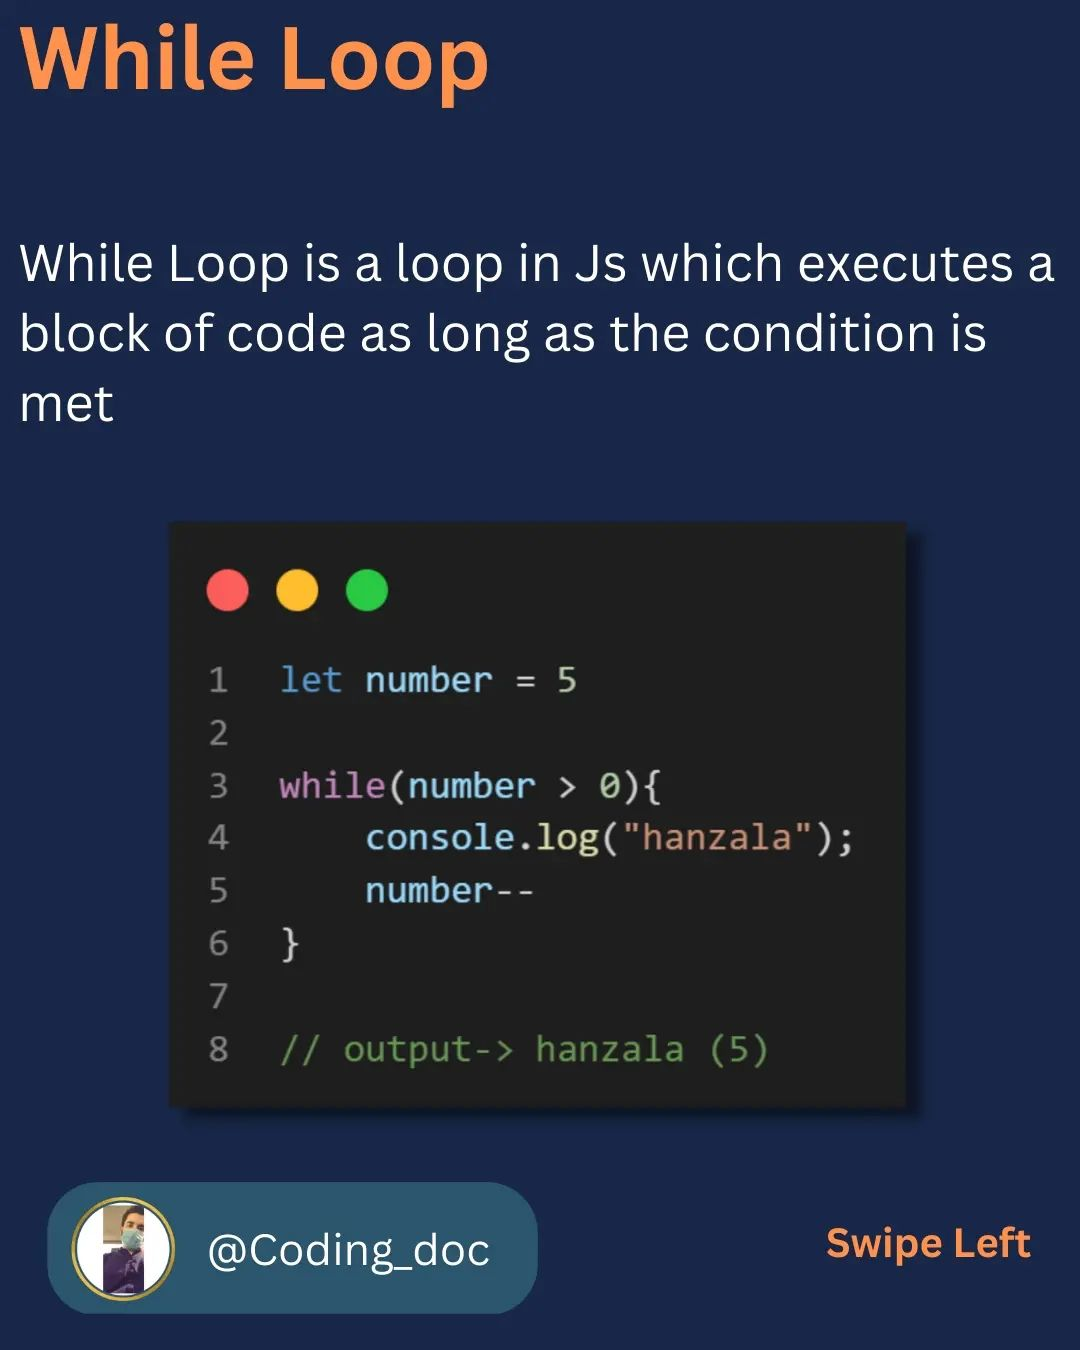 While Loop
While Loop is a loop in Js which executes a
block of code as long as the condition is
met
1 let number = 5
2
3 while(number > 0){
4     console.log("hanzala");
5     number--
6 }
7
8 // output-> hanzala (5)
@Coding_doc
Swipe Left